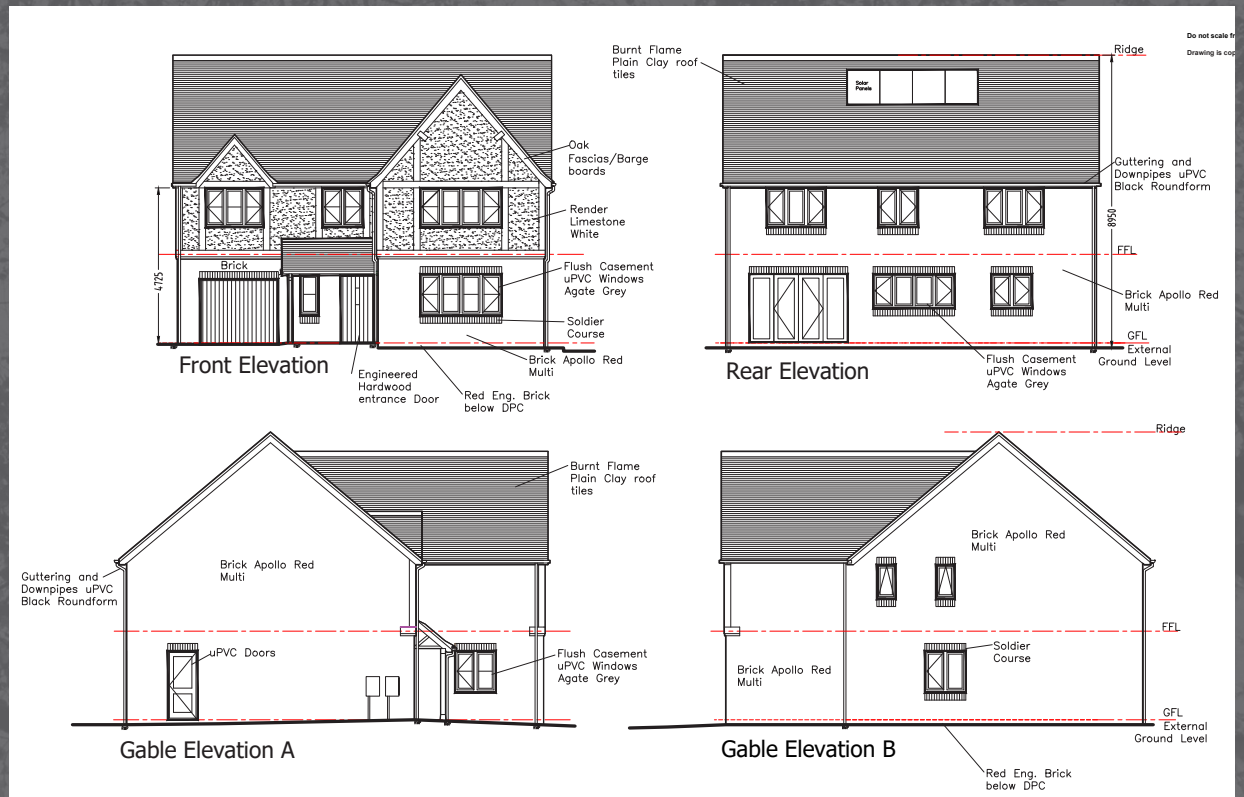 Do not scale fr
Drawing is cop
Burnt Flame
Plain Clay roof
tiles
Ridge
Solar
Panels
Oak
Fascias/Barge
boards
Guttering and
Downpipes uPVC
Black Roundform
Render
Limestone
White
8950
FFL
Brick
4725
Flush Casement
uPVC Windows
Agate Grey
Brick Apollo Red
Multi
Soldier
Course
GFL
External
Ground Level
Front Elevation
Brick Apollo Red
Multi
Engineered
Hardwood
entrance Door
Red Eng. Brick
below DPC
Flush Casement
uPVC Windows
Agate Grey
Rear Elevation
Ridge
Burnt Flame
Plain Clay roof
tiles
Brick Apollo Red
Multi
Brick Apollo Red
Multi
Guttering and
Downpipes uPVC
Black Roundform
FFL
uPVC Doors
Flush Casement
uPVC Windows
Agate Grey
Soldier
Course
Brick Apollo Red
Multi
GFL
External
Ground Level
Gable Elevation A
Gable Elevation B
Red Eng. Brick
below DPC